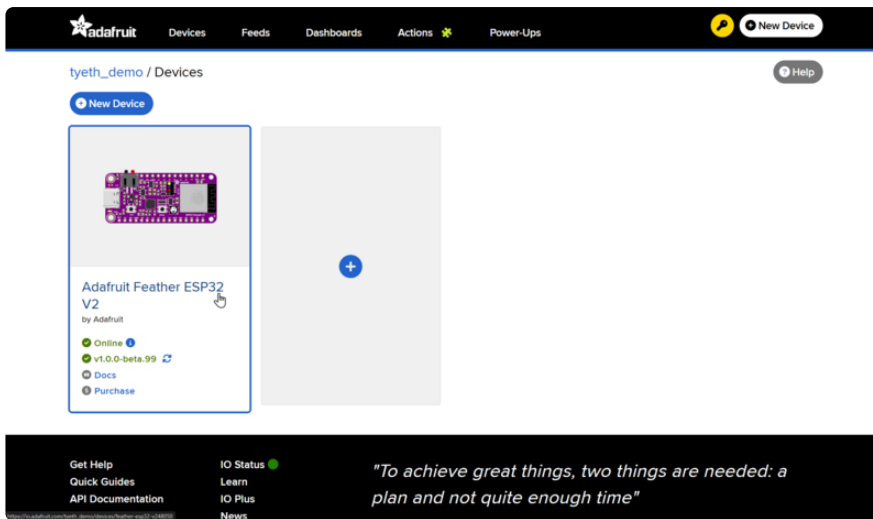 adafruit Devices Feeds Dashboards Actions Power-Ups New Device
tyeth_demo / Devices
Help
New Device
Adafruit Feather ESP32
V2
by Adafruit
Online
v1.0.0-beta.99
Docs
Purchase
Get Help
Quick Guides
API Documentation
IO Status
Learn
IO Plus
News
"To achieve great things, two things are needed: a
plan and not quite enough time"